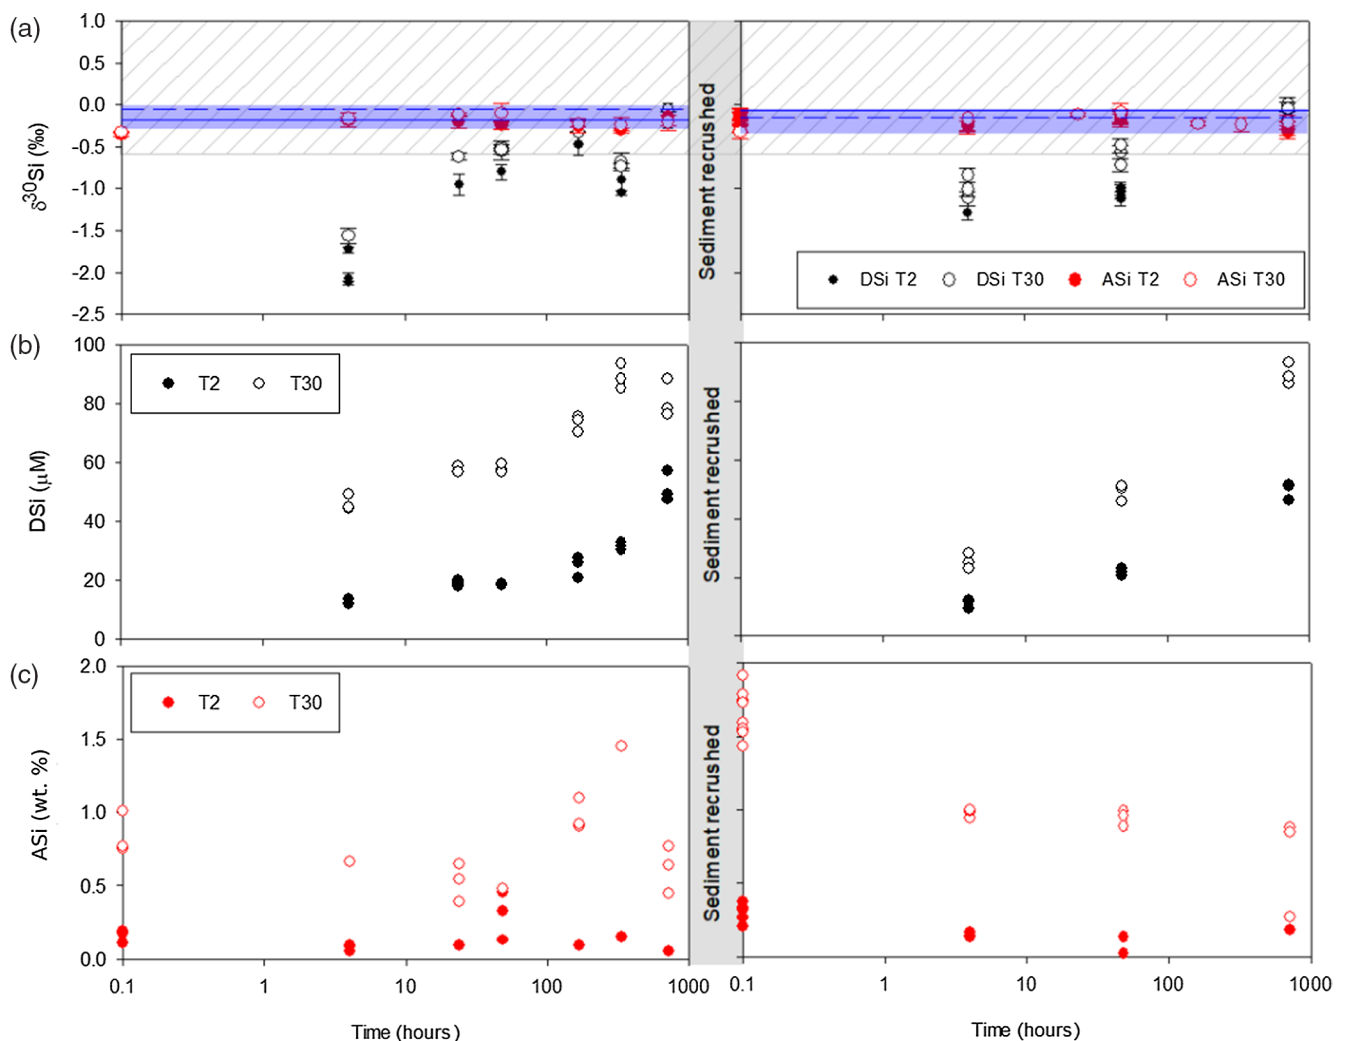 (a)
1.0
0.5
0.0
-0.5
-1.0
-1.5
-2.0
-2.5
δ³⁰Si (‰)
Sediment recrushed
DSi T2 DSi T30 ASi T2 ASi T30
(b)
100
80
60
40
20
0
DSi (μM)
T2 T30
Sediment recrushed
(c)
2.0
1.5
1.0
0.5
0.0
ASi (wt. %)
T2 T30
Sediment recrushed
0.1 1 10 100 1000 0.1 1 10 100 1000
Time (hours) Time (hours)